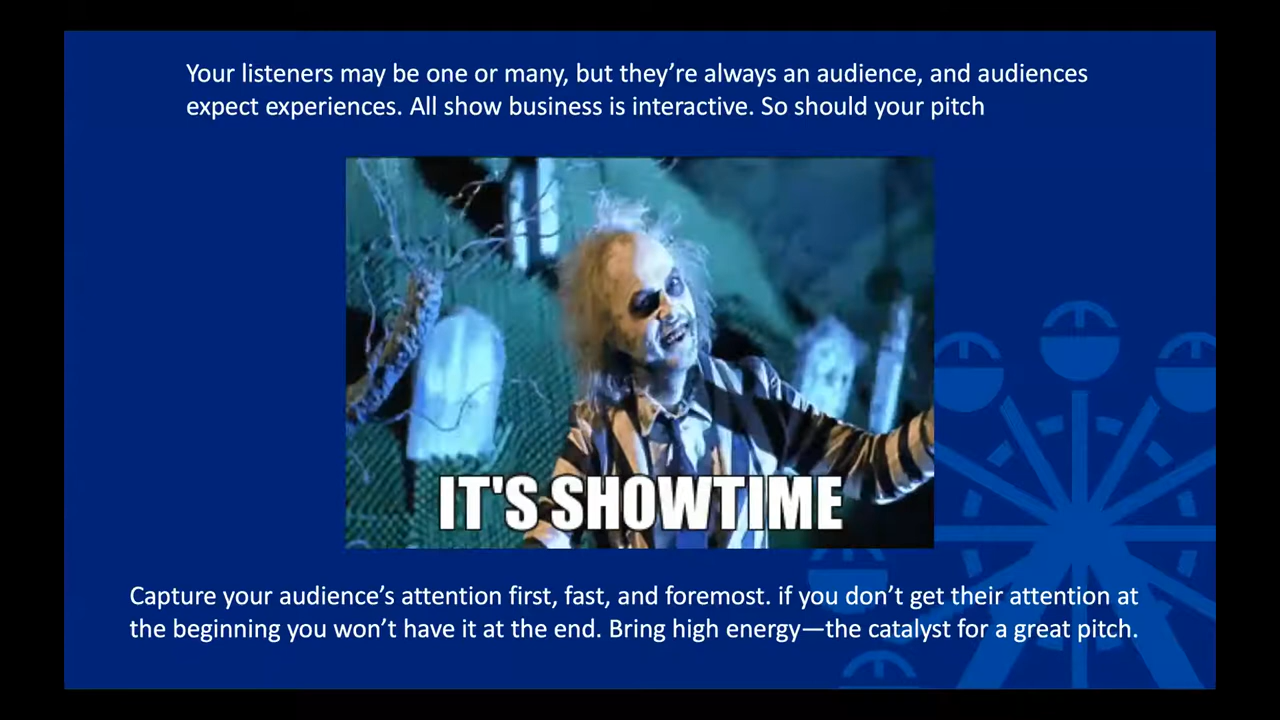 Your listeners may be one or many, but they’re always an audience, and audiences
expect experiences. All show business is interactive. So should your pitch
IT'S SHOWTIME
Capture your audience’s attention first, fast, and foremost. if you don’t get their attention at
the beginning you won’t have it at the end. Bring high energy—the catalyst for a great pitch.